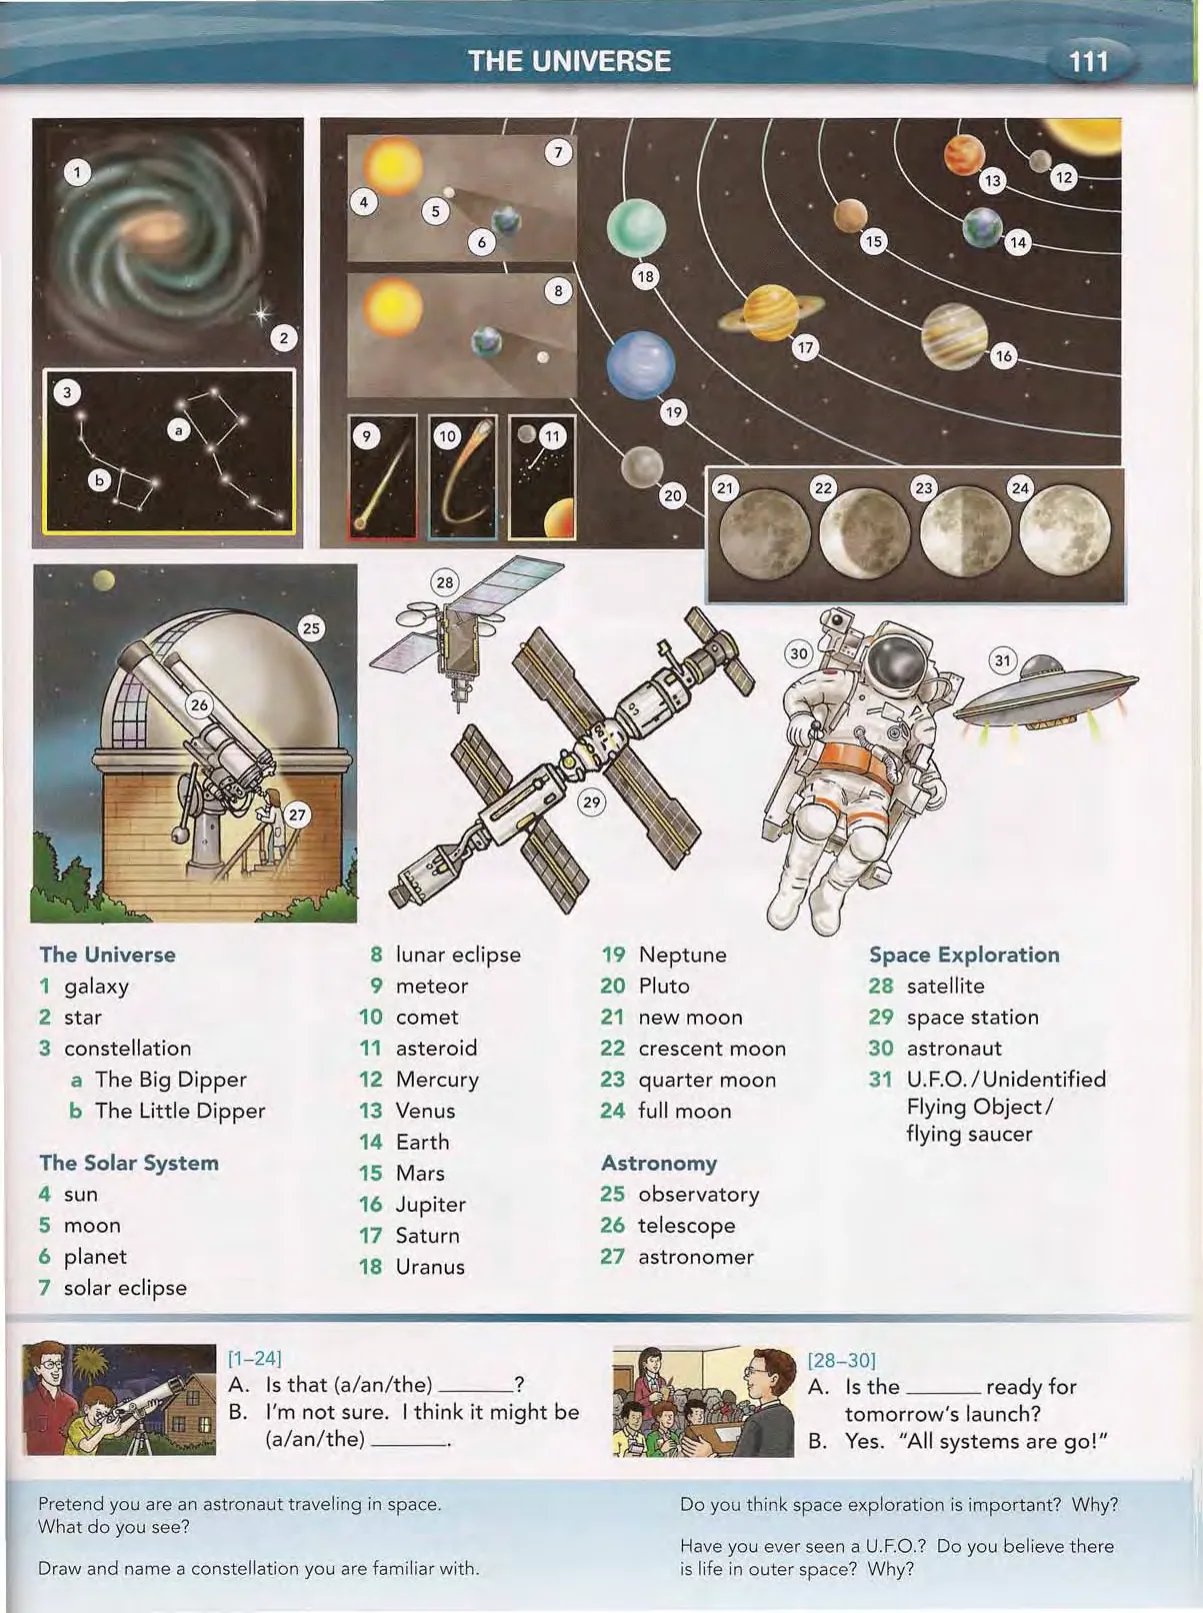 THE UNIVERSE
111
1
2
3
a
b
4
5
6
7
8
9
10
11
12
13
14
15
16
17
18
19
20
21
22
23
24
25
26
27
28
29
30
31
The Universe
1 galaxy
2 star
3 constellation
a The Big Dipper
b The Little Dipper
The Solar System
4 sun
5 moon
6 planet
7 solar eclipse
8 lunar eclipse
9 meteor
10 comet
11 asteroid
12 Mercury
13 Venus
14 Earth
15 Mars
16 Jupiter
17 Saturn
18 Uranus
19 Neptune
20 Pluto
21 new moon
22 crescent moon
23 quarter moon
24 full moon
Astronomy
25 observatory
26 telescope
27 astronomer
Space Exploration
28 satellite
29 space station
30 astronaut
31 U.F.O. / Unidentified
Flying Object /
flying saucer
[1–24]
A. Is that (a/an/the) ______?
B. I'm not sure. I think it might be
(a/an/the) ______.
[28–30]
A. Is the ______ ready for
tomorrow's launch?
B. Yes. "All systems are go!"
Pretend you are an astronaut traveling in space.
What do you see?
Draw and name a constellation you are familiar with.
Do you think space exploration is important? Why?
Have you ever seen a U.F.O.? Do you believe there
is life in outer space? Why?